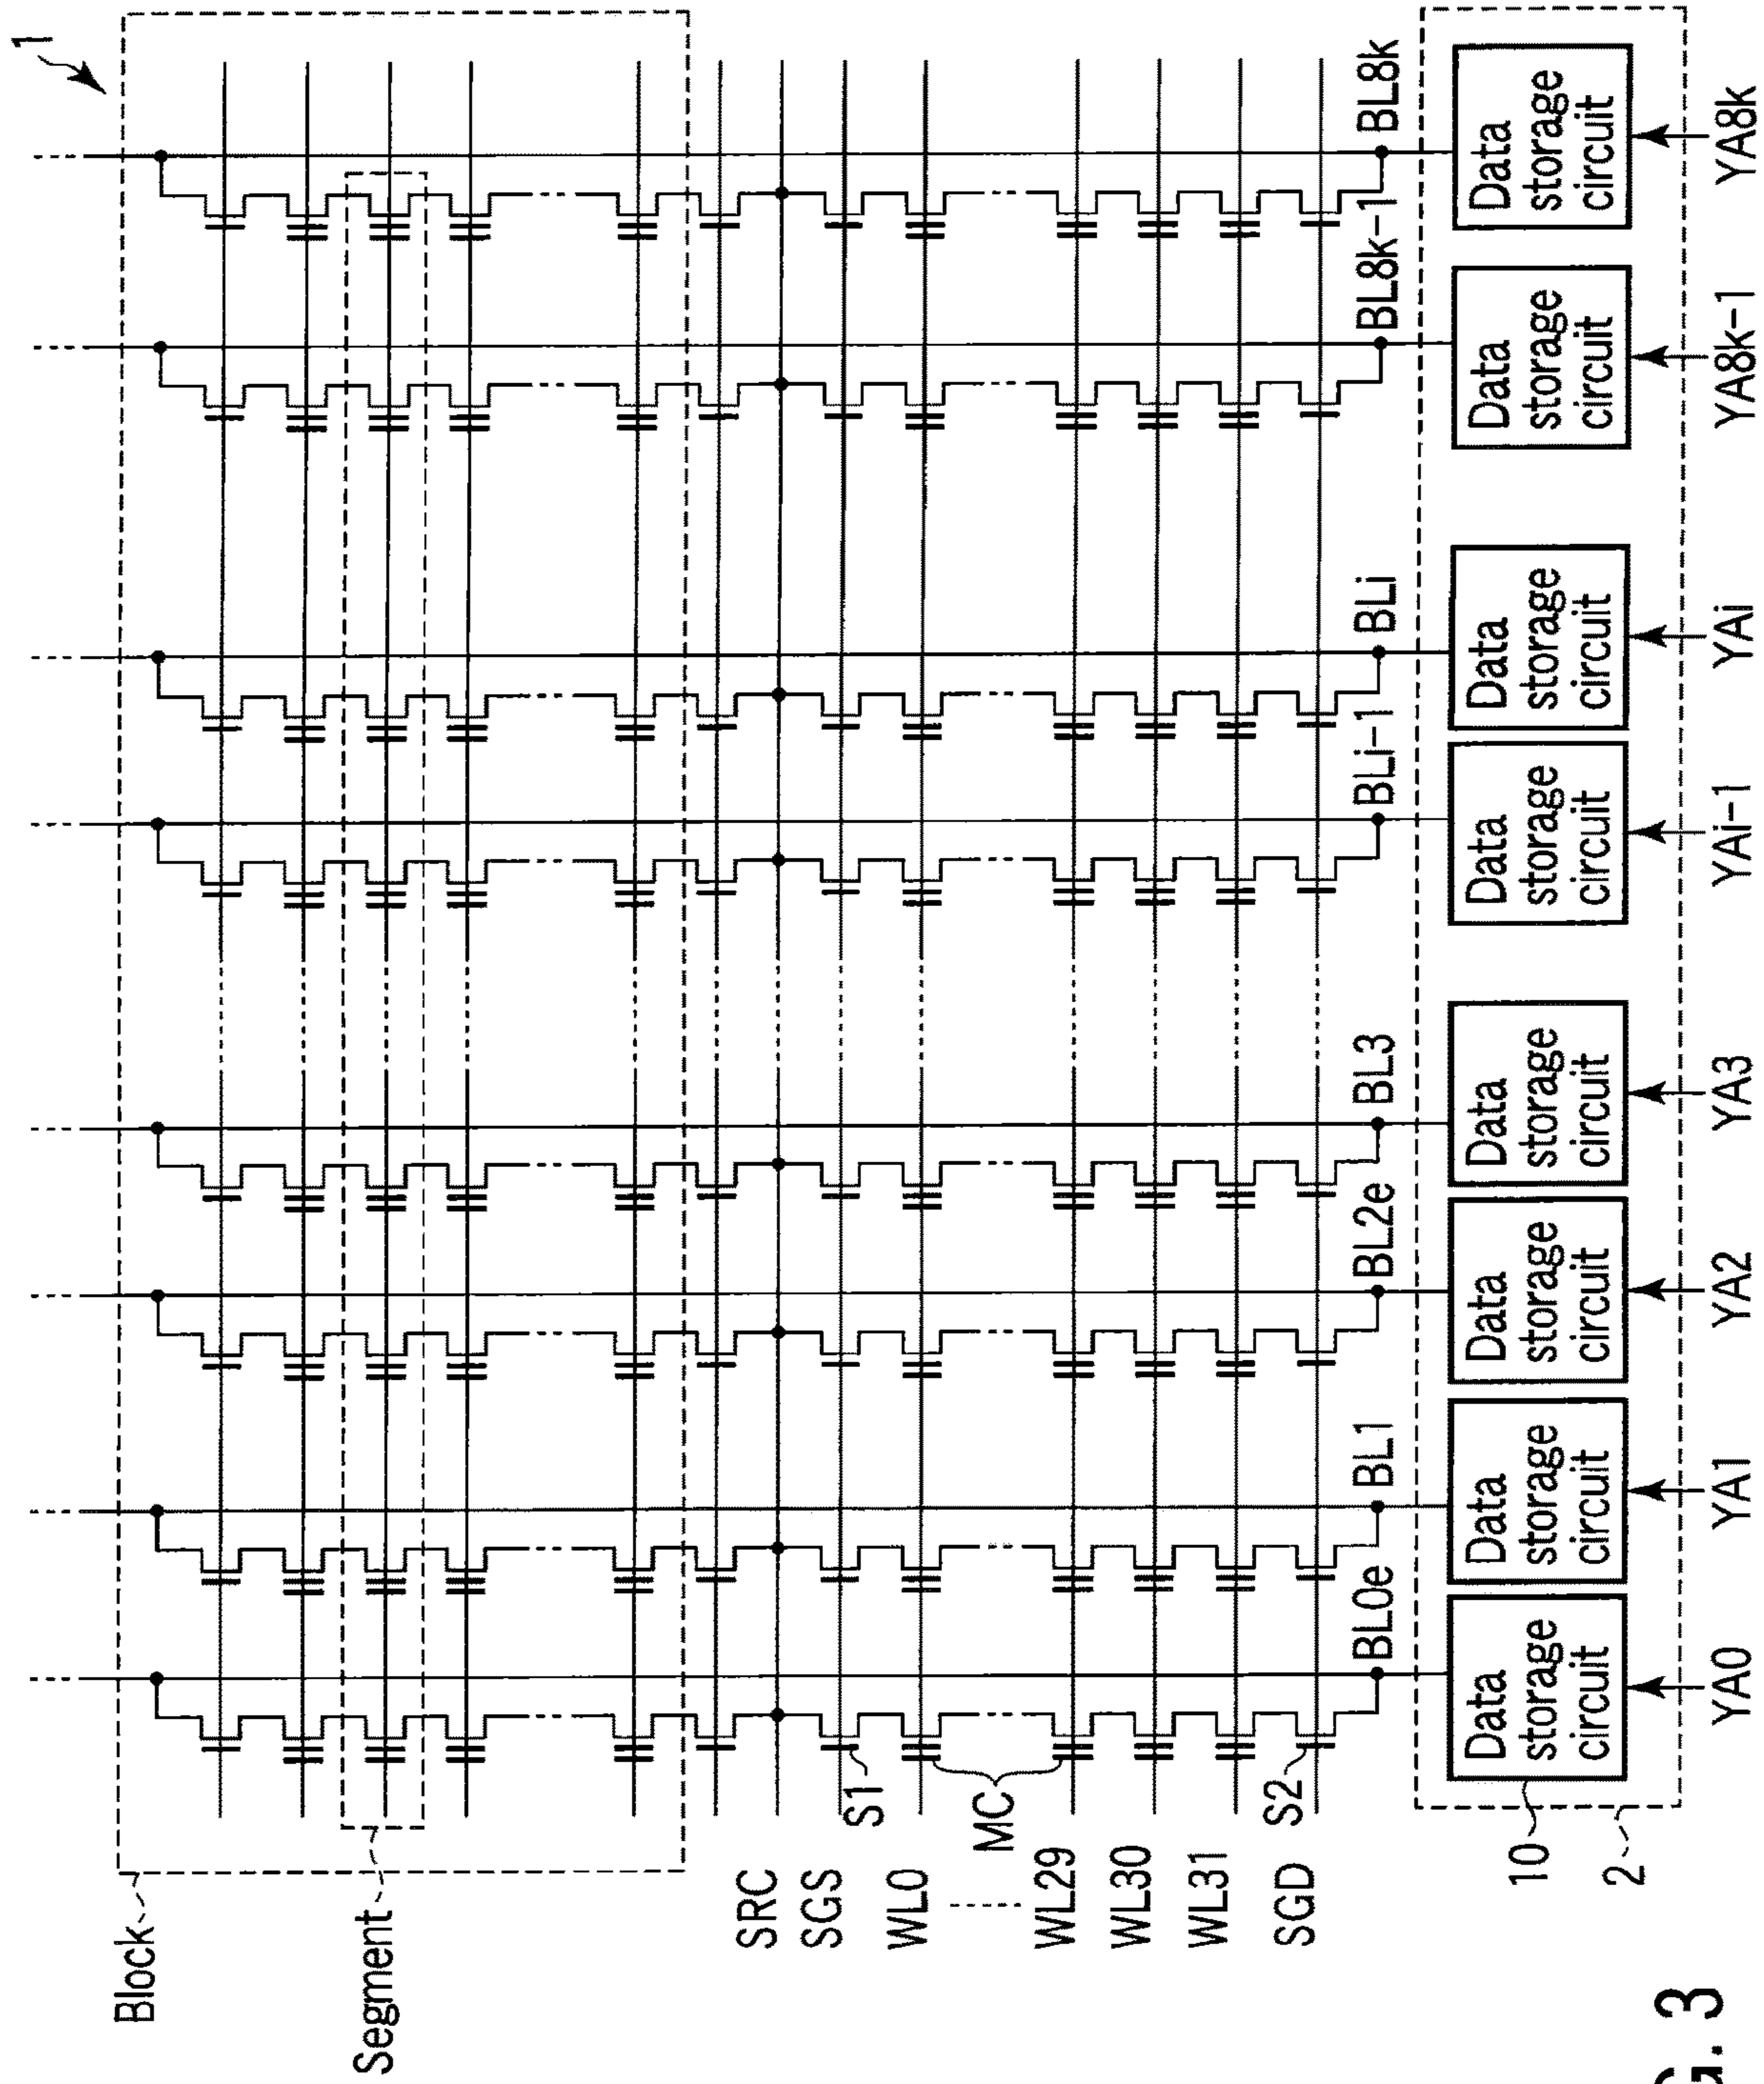 1
Block
Segment
SRC
SGS
WL0
WL29
WL30
WL31
SGD
S1
MC
S2
BL0e
BL1
BL2e
BL3
BLi-1
BLi
BL8k-1
BL8k
Data
storage
circuit
Data
storage
circuit
Data
storage
circuit
Data
storage
circuit
Data
storage
circuit
Data
storage
circuit
Data
storage
circuit
Data
storage
circuit
10
2
YA0
YA1
YA2
YA3
YAi-1
YAi
YA8k-1
YA8k
G. 3